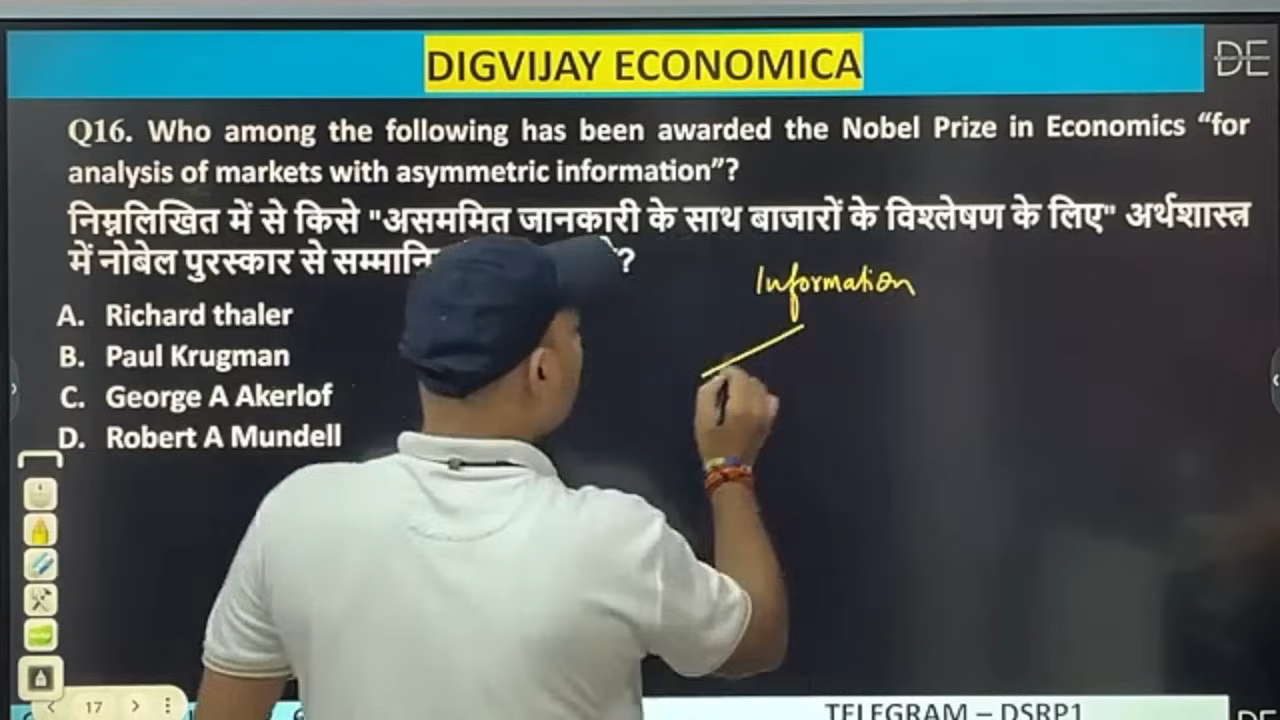 DIGVIJAY ECONOMICA
DE
Q16. Who among the following has been awarded the Nobel Prize in Economics “for
analysis of markets with asymmetric information”?
निम्नलिखित में से किसे "असममित जानकारी के साथ बाजारों के विश्लेषण के लिए" अर्थशास्त्र
में नोबेल पुरस्कार से सम्मानि ?
Information
A. Richard thaler
B. Paul Krugman
C. George A Akerlof
D. Robert A Mundell
17
TELEGRAM – DSRP1
DE